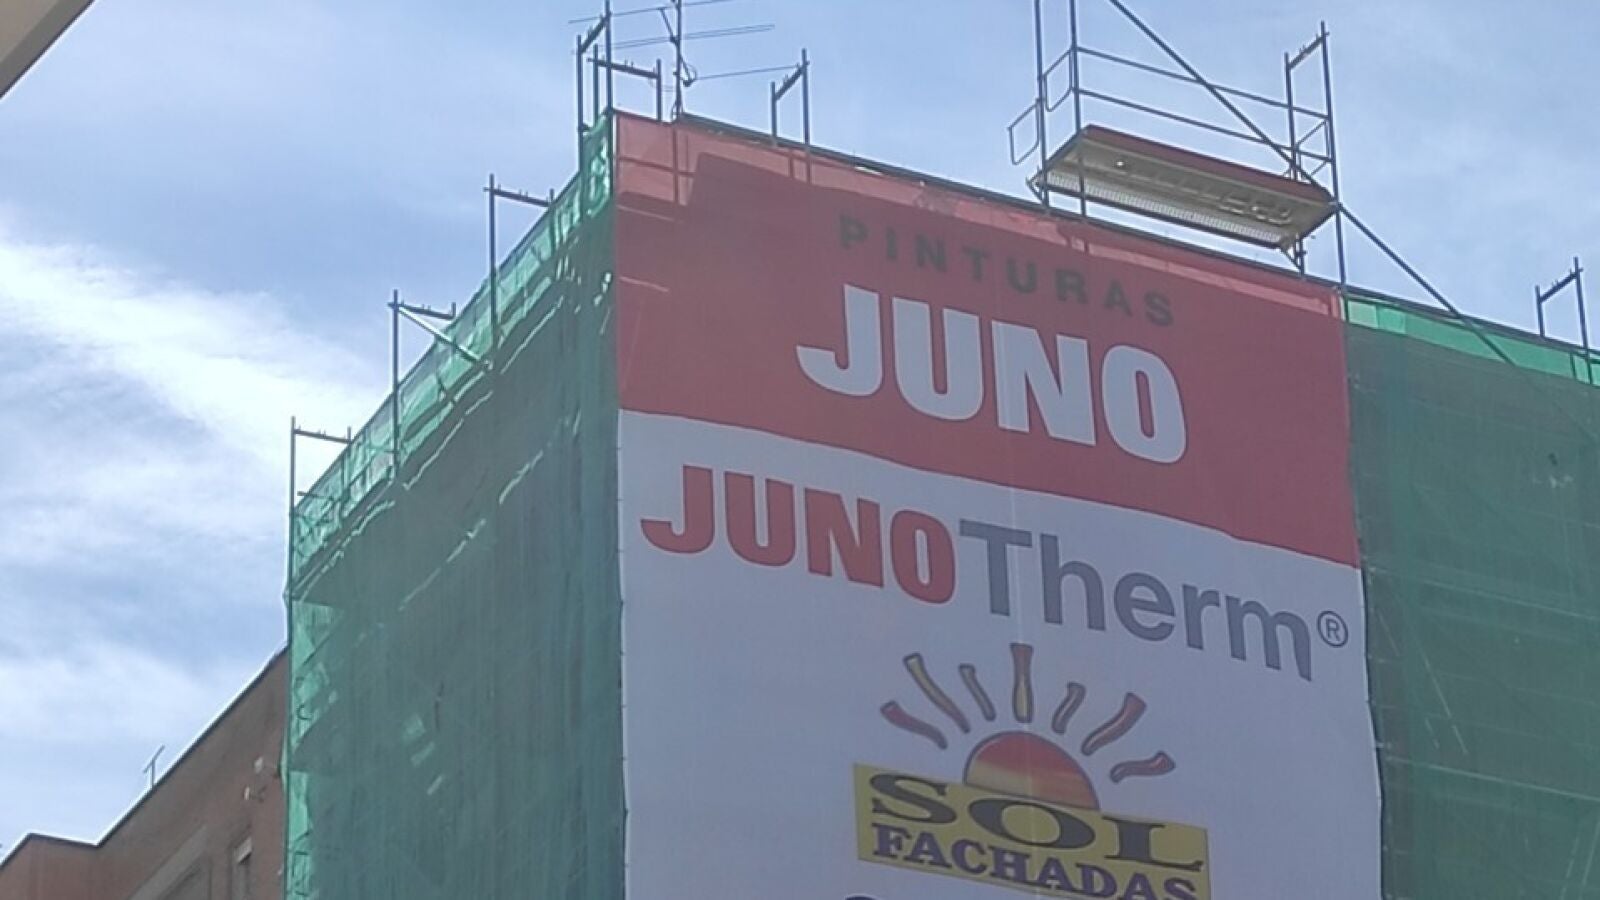 PINTURAS
JUNO
JUNOTherm®
SOL
FACHADAS